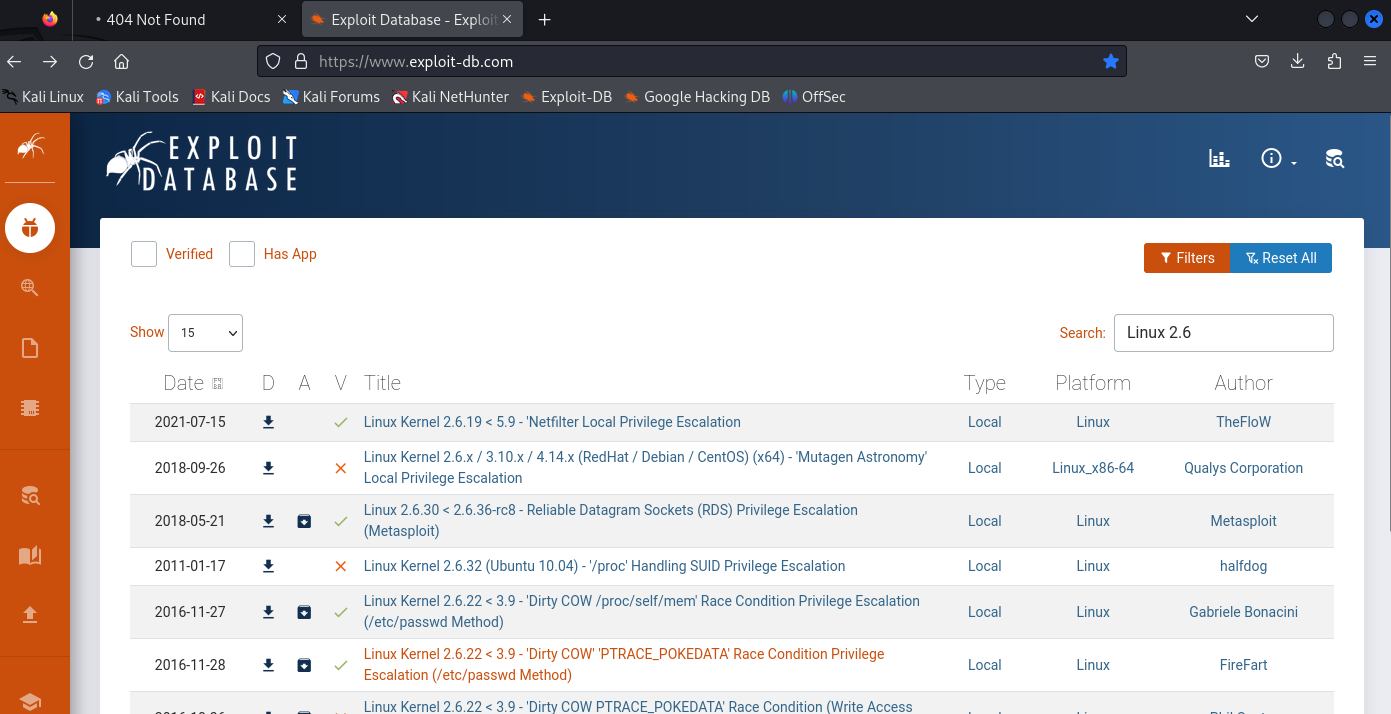 404 Not Found
Exploit Database - Exploit
https://www.exploit-db.com
Kali Linux Kali Tools Kali Docs Kali Forums Kali NetHunter Exploit-DB Google Hacking DB OffSec
EXPLOIT
DATABASE
Verified Has App
Filters Reset All
Show 15 Search: Linux 2.6
Date D A V Title Type Platform Author
2021-07-15 Linux Kernel 2.6.19 < 5.9 - 'Netfilter Local Privilege Escalation Local Linux TheFloW
2018-09-26 Linux Kernel 2.6.x / 3.10.x / 4.14.x (RedHat / Debian / CentOS) (x64) - 'Mutagen Astronomy'
Local Privilege Escalation Local Linux_x86-64 Qualys Corporation
2018-05-21 Linux 2.6.30 < 2.6.36-rc8 - Reliable Datagram Sockets (RDS) Privilege Escalation
(Metasploit) Local Linux Metasploit
2011-01-17 Linux Kernel 2.6.32 (Ubuntu 10.04) - '/proc' Handling SUID Privilege Escalation Local Linux halfdog
2016-11-27 Linux Kernel 2.6.22 < 3.9 - 'Dirty COW /proc/self/mem' Race Condition Privilege Escalation
(/etc/passwd Method) Local Linux Gabriele Bonacini
2016-11-28 Linux Kernel 2.6.22 < 3.9 - 'Dirty COW' 'PTRACE_POKEDATA' Race Condition Privilege
Escalation (/etc/passwd Method) Local Linux FireFart
Linux Kernel 2.6.22 < 3.9 - 'Dirty COW PTRACE_POKEDATA' Race Condition (Write Access